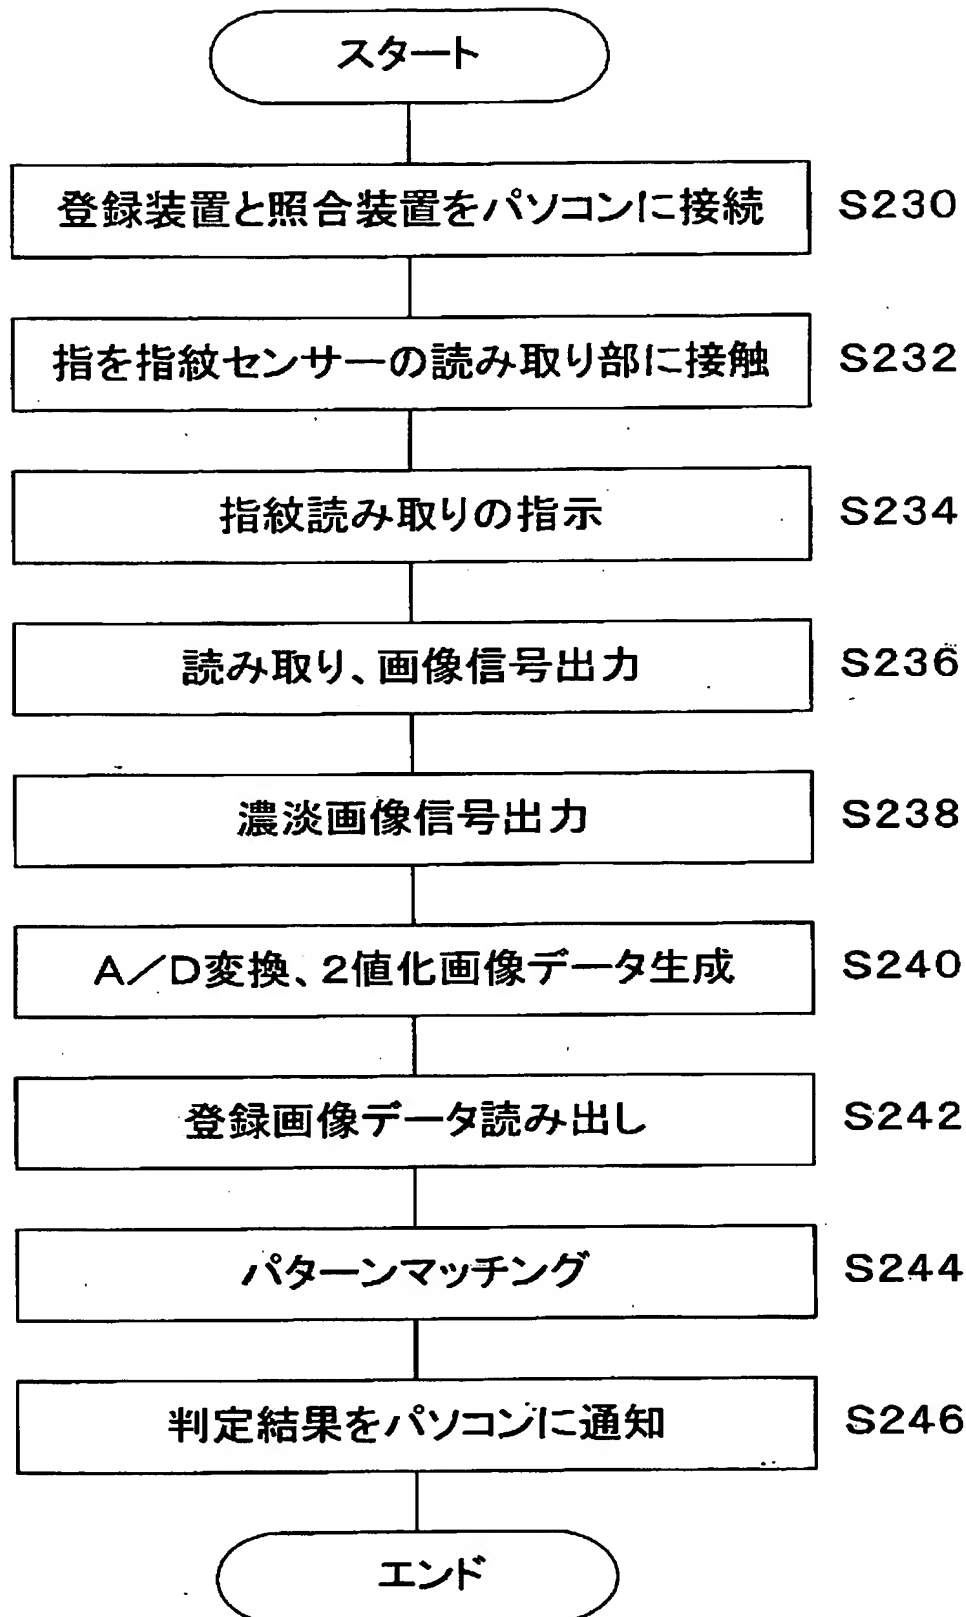 スタート
登録装置と照合装置をパソコンに接続 S230
指を指紋センサーの読み取り部に接触 S232
指紋読み取りの指示 S234
読み取り、画像信号出力 S236
濃淡画像信号出力 S238
A/D変換、2値化画像データ生成 S240
登録画像データ読み出し S242
パターンマッチング S244
判定結果をパソコンに通知 S246
エンド